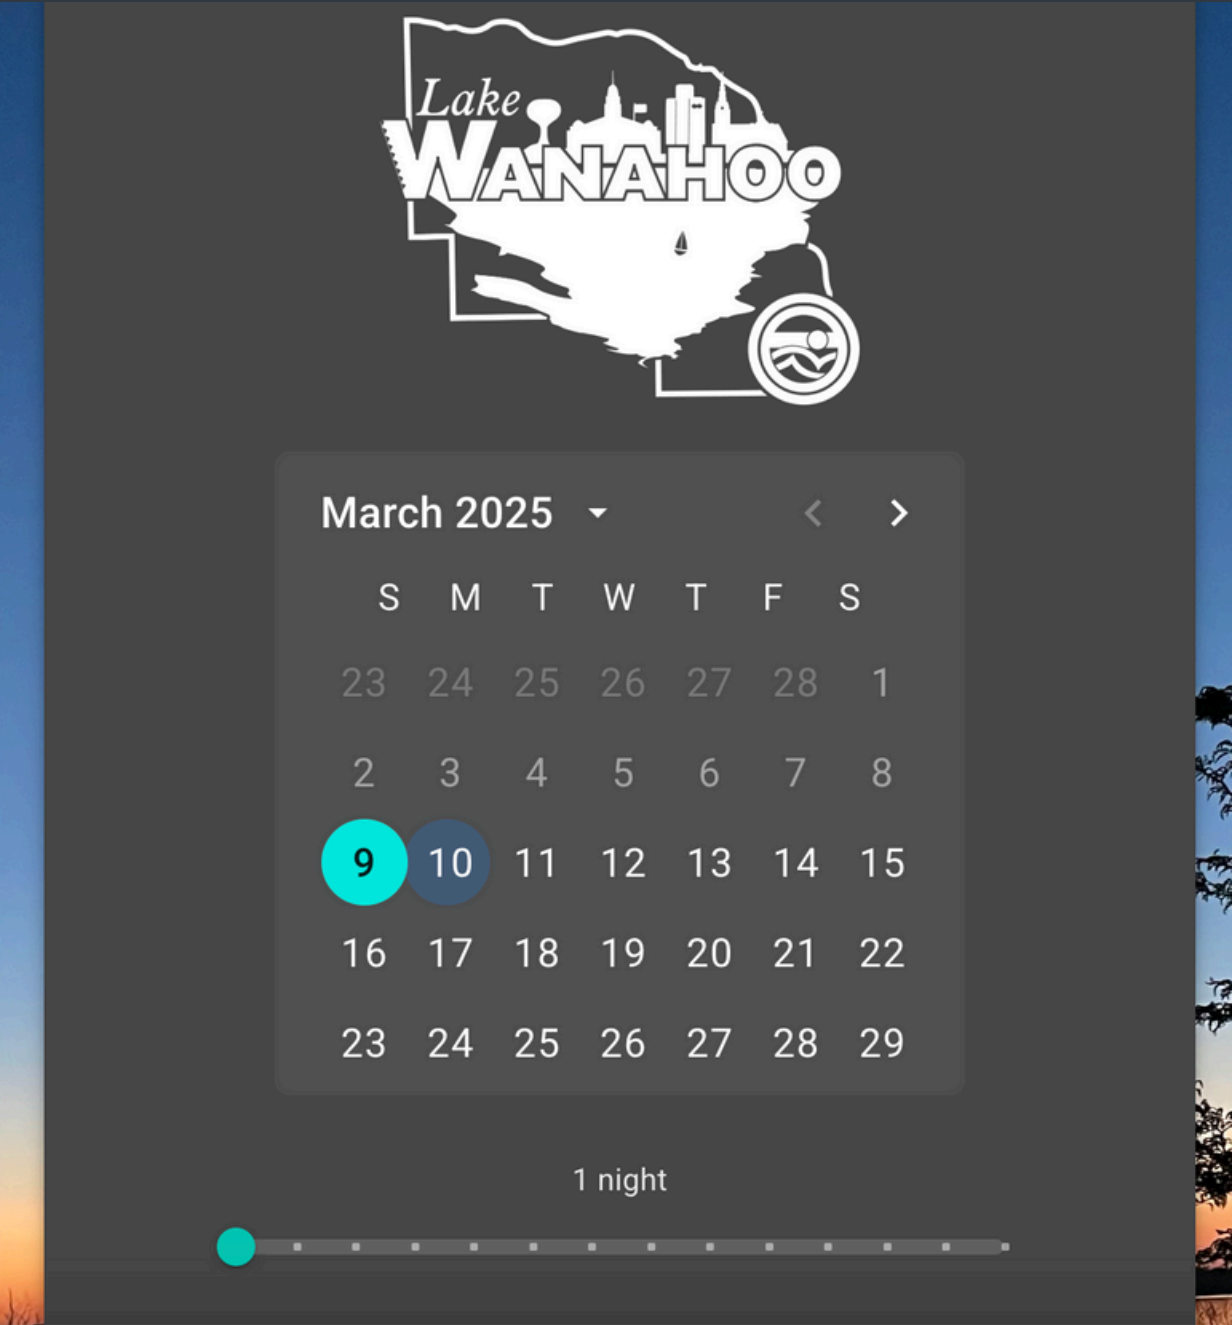 Lake
WANAHOO
March 2025
S M T W T F S
23 24 25 26 27 28 1
2 3 4 5 6 7 8
9 10 11 12 13 14 15
16 17 18 19 20 21 22
23 24 25 26 27 28 29
1 night